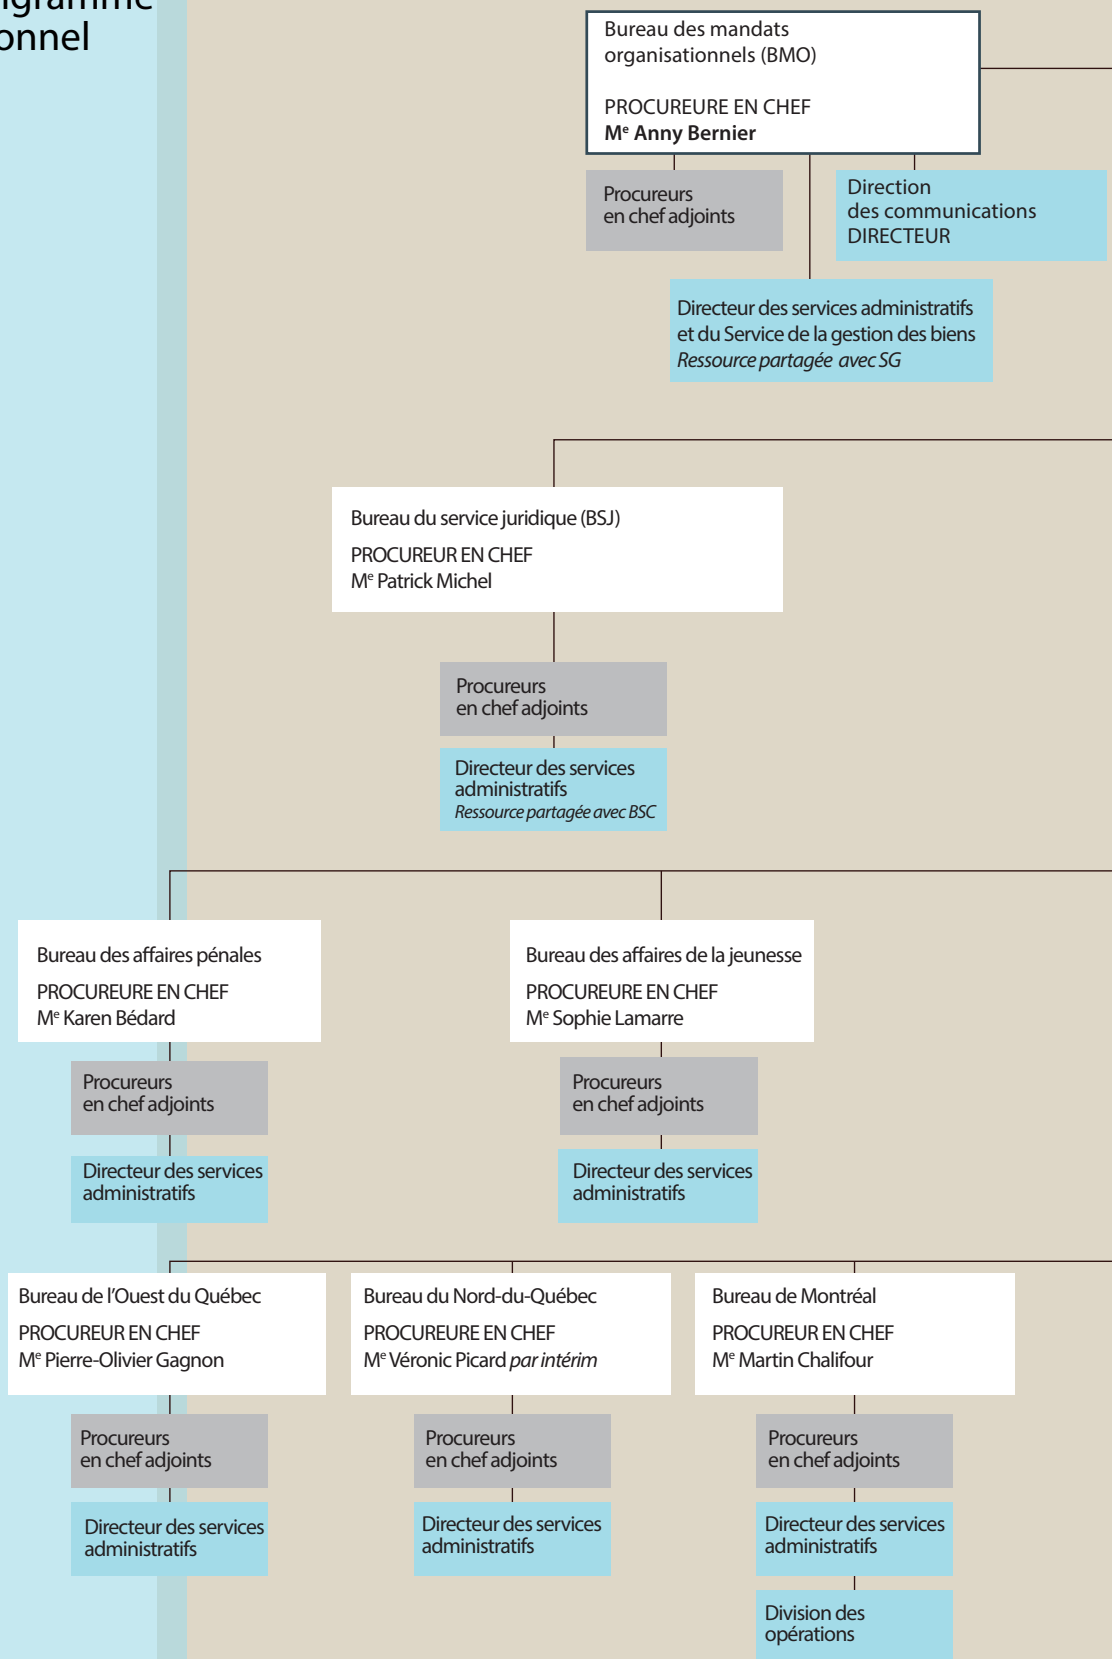 onnel
Bureau des mandats
organisationnels (BMO)
PROCUREURE EN CHEF
Me Anny Bernier
Procureurs
en chef adjoints
Direction
des communications
DIRECTEUR
Directeur des services administratifs
et du Service de la gestion des biens
Ressource partagée avec SG
Bureau du service juridique (BSJ)
PROCUREUR EN CHEF
Me Patrick Michel
Procureurs
en chef adjoints
Directeur des services
administratifs
Ressource partagée avec BSC
Bureau des affaires pénales
PROCUREURE EN CHEF
Me Karen Bédard
Procureurs
en chef adjoints
Directeur des services
administratifs
Bureau des affaires de la jeunesse
PROCUREURE EN CHEF
Me Sophie Lamarre
Procureurs
en chef adjoints
Directeur des services
administratifs
Bureau de l'Ouest du Québec
PROCUREUR EN CHEF
Me Pierre-Olivier Gagnon
Procureurs
en chef adjoints
Directeur des services
administratifs
Bureau du Nord-du-Québec
PROCUREURE EN CHEF
Me Véronic Picard par intérim
Procureurs
en chef adjoints
Directeur des services
administratifs
Bureau de Montréal
PROCUREUR EN CHEF
Me Martin Chalifour
Procureurs
en chef adjoints
Directeur des services
administratifs
Division des
opérations